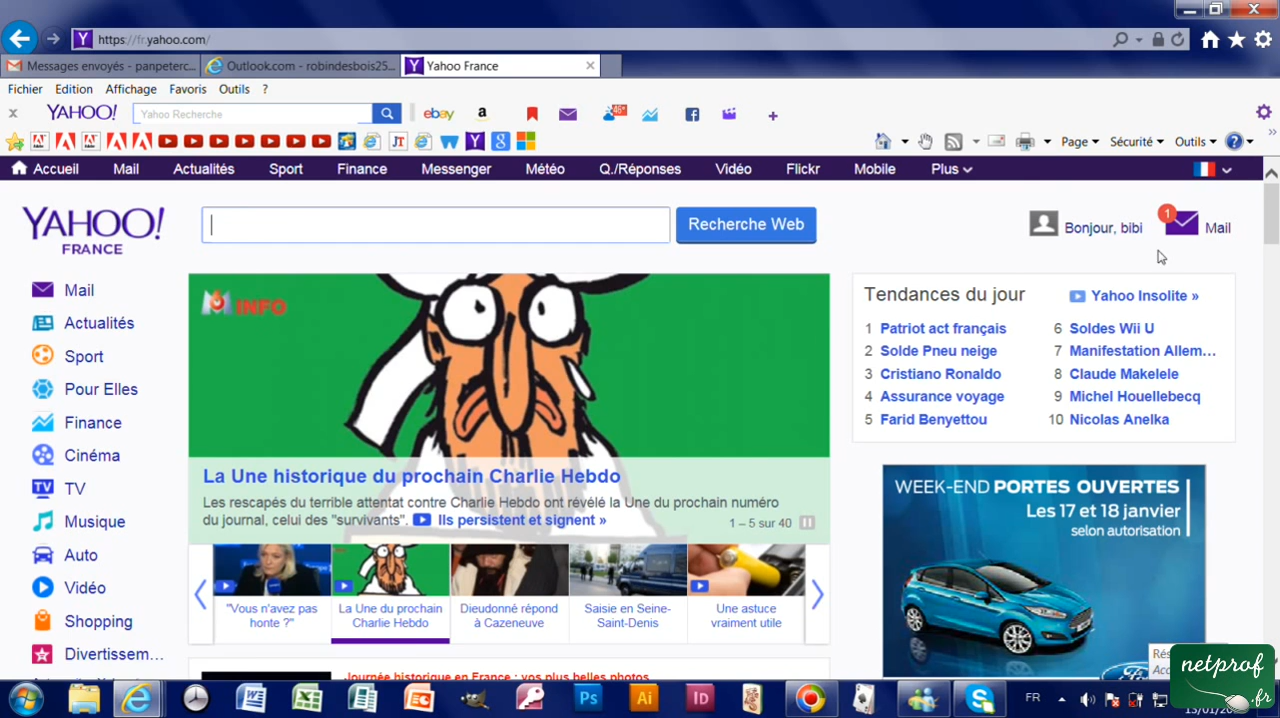 https://fr.yahoo.com/
Messages envoyés - panpeterc...
Outlook.com - robindesbois25...
Yahoo France
Fichier Edition Affichage Favoris Outils ?
x YAHOO! Yahoo Recherche ebay a
JT
Page Sécurité Outils
Accueil Mail Actualités Sport Finance Messenger Météo Q./Réponses Vidéo Flickr Mobile Plus
YAHOO!
FRANCE
Recherche Web
Bonjour, bibi
1
Mail
Mail
Actualités
Sport
Pour Elles
Finance
Cinéma
TV
Musique
Auto
Vidéo
Shopping
Divertissem...
M6 INFO
La Une historique du prochain Charlie Hebdo
Les rescapés du terrible attentat contre Charlie Hebdo ont révélé la Une du prochain numéro
du journal, celui des "survivants". Ils persistent et signent »
1 – 5 sur 40
"Vous n'avez pas
honte ?"
La Une du prochain
Charlie Hebdo
Dieudonné répond
à Cazeneuve
Saisie en Seine-
Saint-Denis
Une astuce
vraiment utile
Journée historique en France : vos plus belles photos
Tendances du jour
Yahoo Insolite »
1 Patriot act français
2 Solde Pneu neige
3 Cristiano Ronaldo
4 Assurance voyage
5 Farid Benyettou
6 Soldes Wii U
7 Manifestation Allem...
8 Claude Makelele
9 Michel Houellebecq
10 Nicolas Anelka
WEEK-END PORTES OUVERTES
Les 17 et 18 janvier
selon autorisation
Ford
netprof
.fr
Ps
Ai
ID
FR